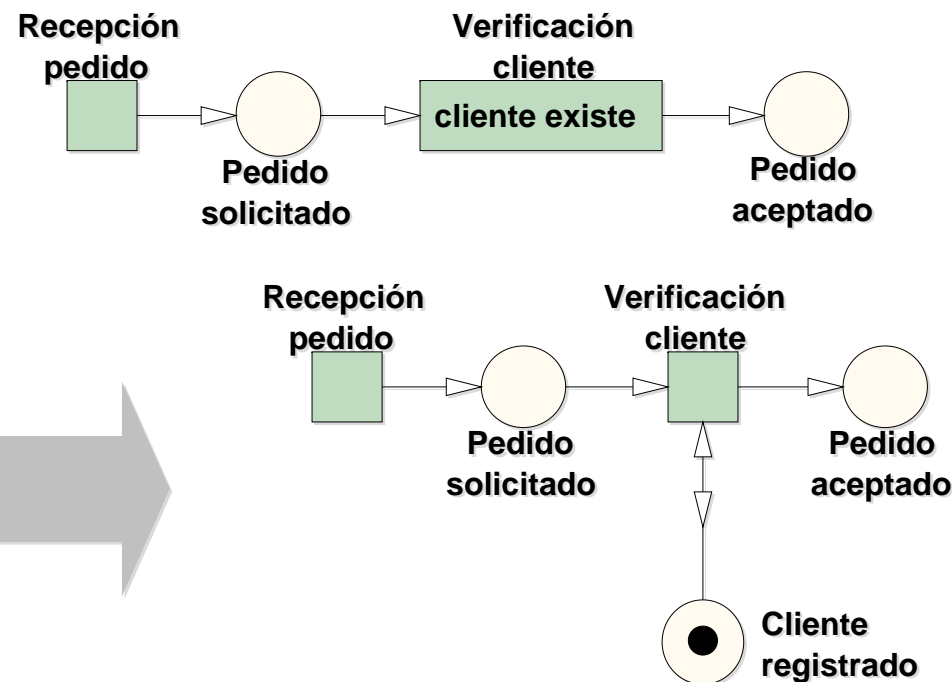 Recepción
pedido
Verificación
cliente
cliente existe
Pedido
solicitado
Pedido
aceptado
Recepción
pedido
Verificación
cliente
Pedido
solicitado
Pedido
aceptado
Cliente
registrado